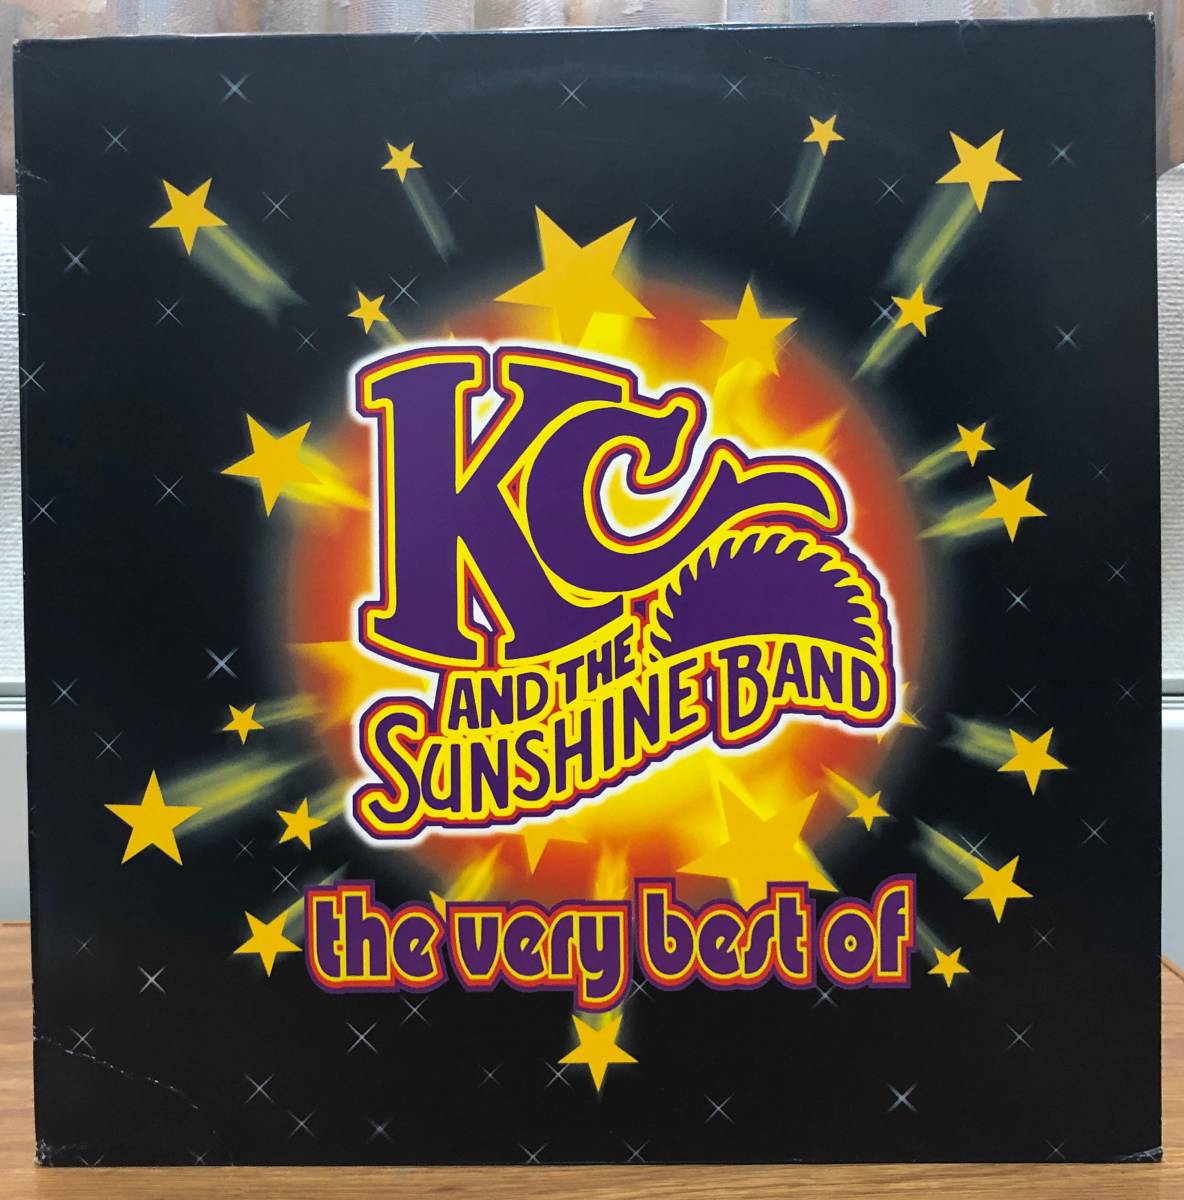 KC
AND THE
SUNSHINE BAND
the very best of